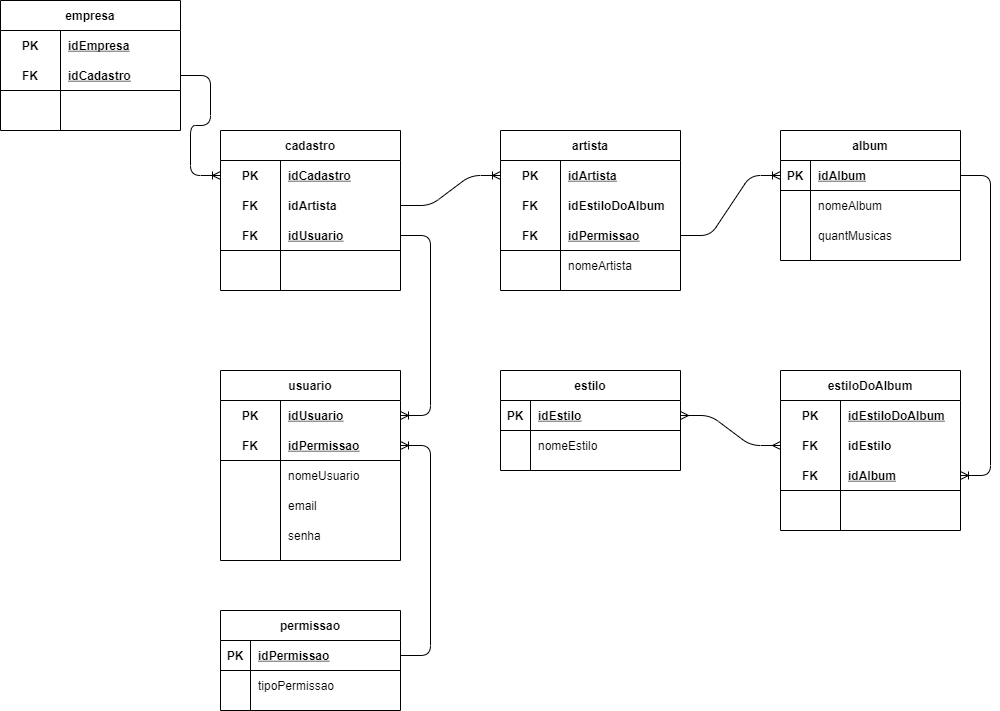 empresa
PK idEmpresa
FK idCadastro
cadastro
PK idCadastro
FK idArtista
FK idUsuario
artista
PK idArtista
FK idEstiloDoAlbum
FK idPermissao
nomeArtista
album
PK idAlbum
nomeAlbum
quantMusicas
usuario
PK idUsuario
FK idPermissao
nomeUsuario
email
senha
estilo
PK idEstilo
nomeEstilo
estiloDoAlbum
PK idEstiloDoAlbum
FK idEstilo
FK idAlbum
permissao
PK idPermissao
tipoPermissao